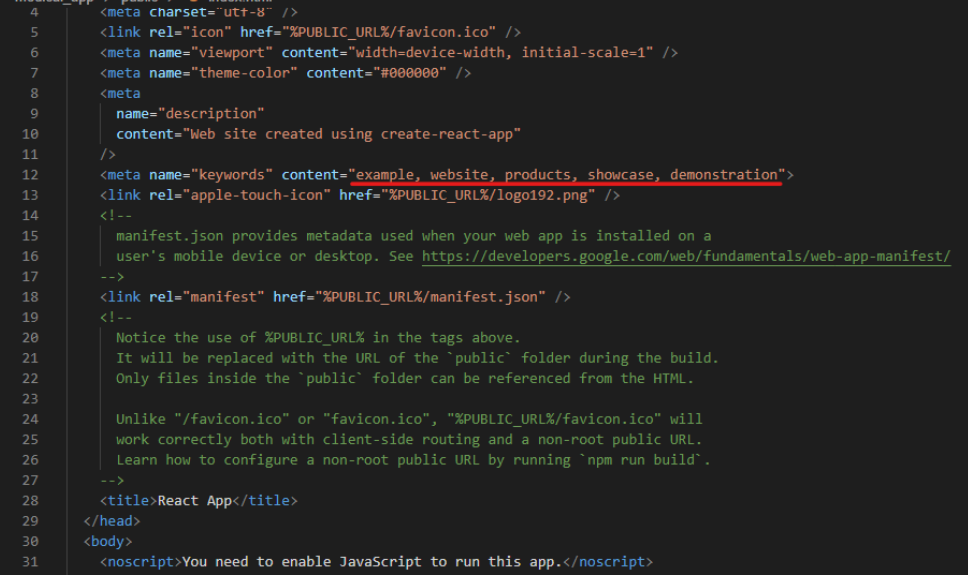 4 <meta charset="utf-8" />
5 <link rel="icon" href="%PUBLIC_URL%/favicon.ico" />
6 <meta name="viewport" content="width=device-width, initial-scale=1" />
7 <meta name="theme-color" content="#000000" />
8 <meta
9 name="description"
10 content="Web site created using create-react-app"
11 />
12 <meta name="keywords" content="example, website, products, showcase, demonstration">
13 <link rel="apple-touch-icon" href="%PUBLIC_URL%/logo192.png" />
14 <!--
15 manifest.json provides metadata used when your web app is installed on a
16 user's mobile device or desktop. See https://developers.google.com/web/fundamentals/web-app-manifest/
17 -->
18 <link rel="manifest" href="%PUBLIC_URL%/manifest.json" />
19 <!--
20 Notice the use of %PUBLIC_URL% in the tags above.
21 It will be replaced with the URL of the `public` folder during the build.
22 Only files inside the `public` folder can be referenced from the HTML.
23
24 Unlike "/favicon.ico" or "favicon.ico", "%PUBLIC_URL%/favicon.ico" will
25 work correctly both with client-side routing and a non-root public URL.
26 Learn how to configure a non-root public URL by running `npm run build`.
27 -->
28 <title>React App</title>
29 </head>
30 <body>
31 <noscript>You need to enable JavaScript to run this app.</noscript>